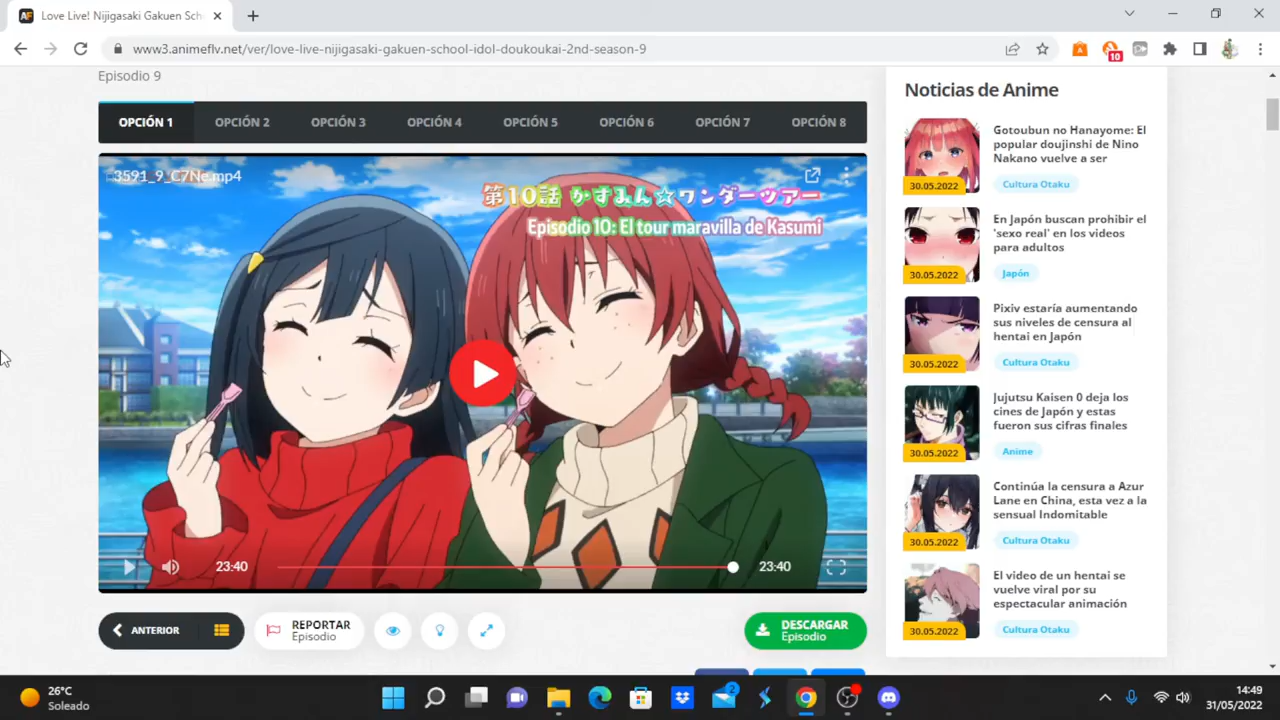 Love Live! Nijigasaki Gakuen Sch
www3.animeflv.net/ver/love-live-nijigasaki-gakuen-school-idol-doukoukai-2nd-season-9
10
Episodio 9
OPCIÓN 1
OPCIÓN 2
OPCIÓN 3
OPCIÓN 4
OPCIÓN 5
OPCIÓN 6
OPCIÓN 7
OPCIÓN 8
3591_9_C7Ne.mp4
第10話 かすみん☆ワンダーツアー
Episodio 10: El tour maravilla de Kasumi
23:40
23:40
ANTERIOR
REPORTAR
Episodio
DESCARGAR
Episodio
Noticias de Anime
Gotoubun no Hanayome: El
popular doujinshi de Nino
Nakano vuelve a ser
30.05.2022
Cultura Otaku
En Japón buscan prohibir el
'sexo real' en los videos
para adultos
30.05.2022
Japón
Pixiv estaría aumentando
sus niveles de censura al
hentai en Japón
30.05.2022
Cultura Otaku
Jujutsu Kaisen 0 deja los
cines de Japón y estas
fueron sus cifras finales
30.05.2022
Anime
Continúa la censura a Azur
Lane en China, esta vez a la
sensual Indomitable
30.05.2022
Cultura Otaku
El video de un hentai se
vuelve viral por su
espectacular animación
30.05.2022
Cultura Otaku
26°C
Soleado
2
14:49
31/05/2022